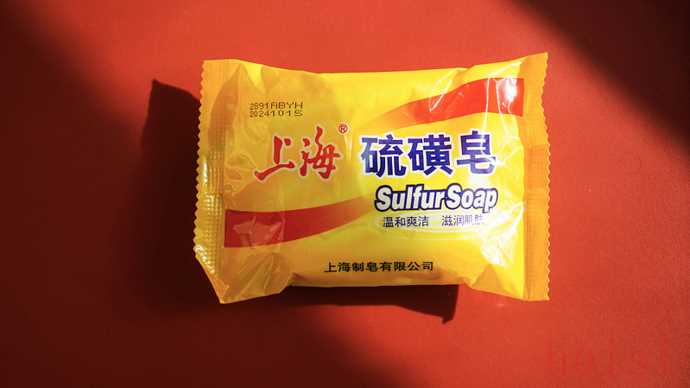 2891ABYH
20241015
上海® 硫磺皂
SulfurSoap
温和爽洁 滋润肌肤
上海制皂有限公司